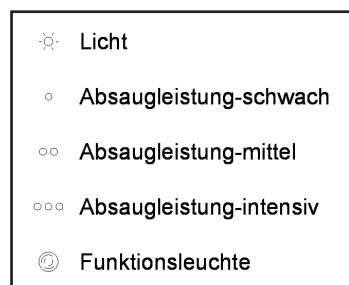 Licht
Absaugleistung-schwach
Absaugleistung-mittel
Absaugleistung-intensiv
Funktionsleuchte